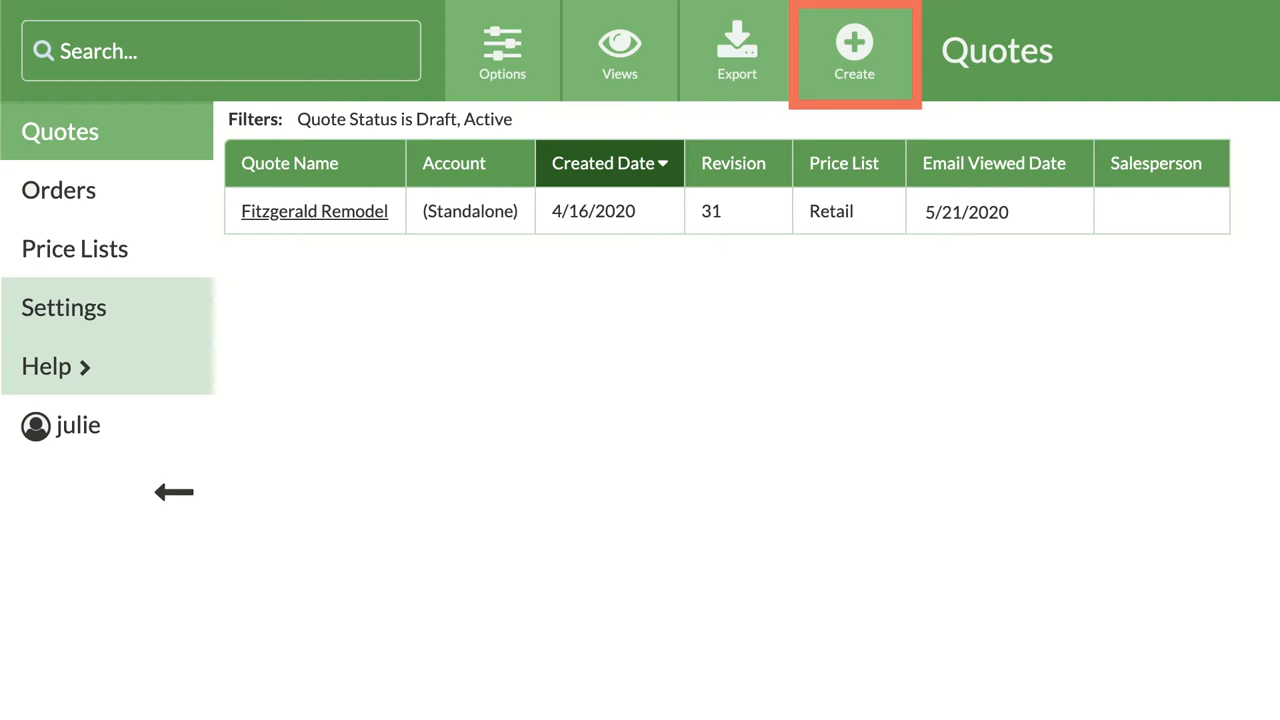 Search...
Options
Views
Export
Create
Quotes
Quotes
Orders
Price Lists
Settings
Help
julie
Filters: Quote Status is Draft, Active
Quote Name Account Created Date Revision Price List Email Viewed Date Salesperson
Fitzgerald Remodel (Standalone) 4/16/2020 31 Retail 5/21/2020